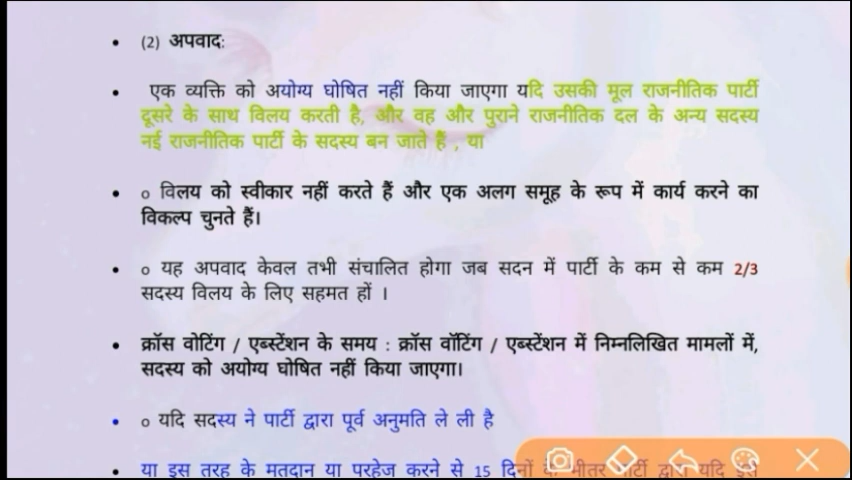 • (2) अपवाद:
• एक व्यक्ति को अयोग्य घोषित नहीं किया जाएगा यदि उसकी मूल राजनीतिक पार्टी
दूसरे के साथ विलय करती है, और वह और पुराने राजनीतिक दल के अन्य सदस्य
नई राजनीतिक पार्टी के सदस्य बन जाते हैं , या
• o विलय को स्वीकार नहीं करते हैं और एक अलग समूह के रूप में कार्य करने का
विकल्प चुनते हैं।
• o यह अपवाद केवल तभी संचालित होगा जब सदन में पार्टी के कम से कम 2/3
सदस्य विलय के लिए सहमत हों ।
• क्रॉस वोटिंग / एब्स्टेंशन के समय : क्रॉस वॉटिंग / एब्स्टेंशन में निम्नलिखित मामलों में,
सदस्य को अयोग्य घोषित नहीं किया जाएगा।
• o यदि सदस्य ने पार्टी द्वारा पूर्व अनुमति ले ली है
• या इस तरह के मतदान या परहेज करने से 15 दिनों के भीतर पार्टी द्वारा यदि इसे